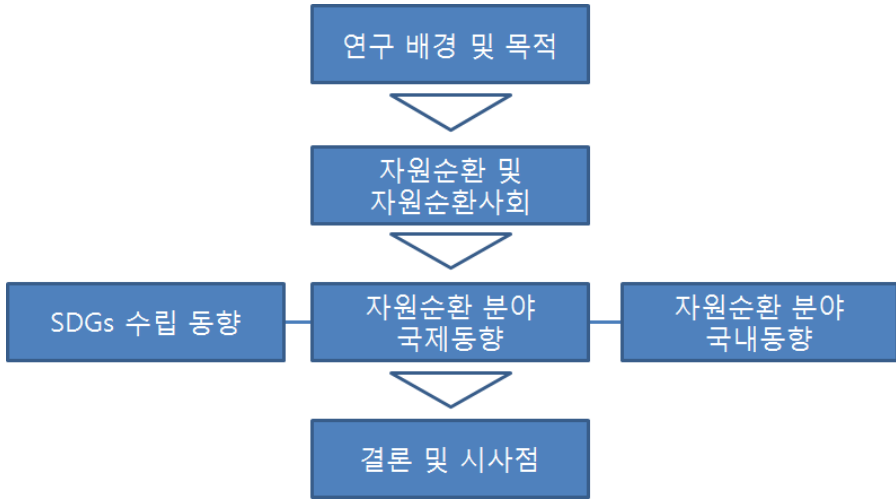 연구 배경 및 목적
자원순환 및
자원순환사회
SDGs 수립 동향
자원순환 분야
국제동향
자원순환 분야
국내동향
결론 및 시사점